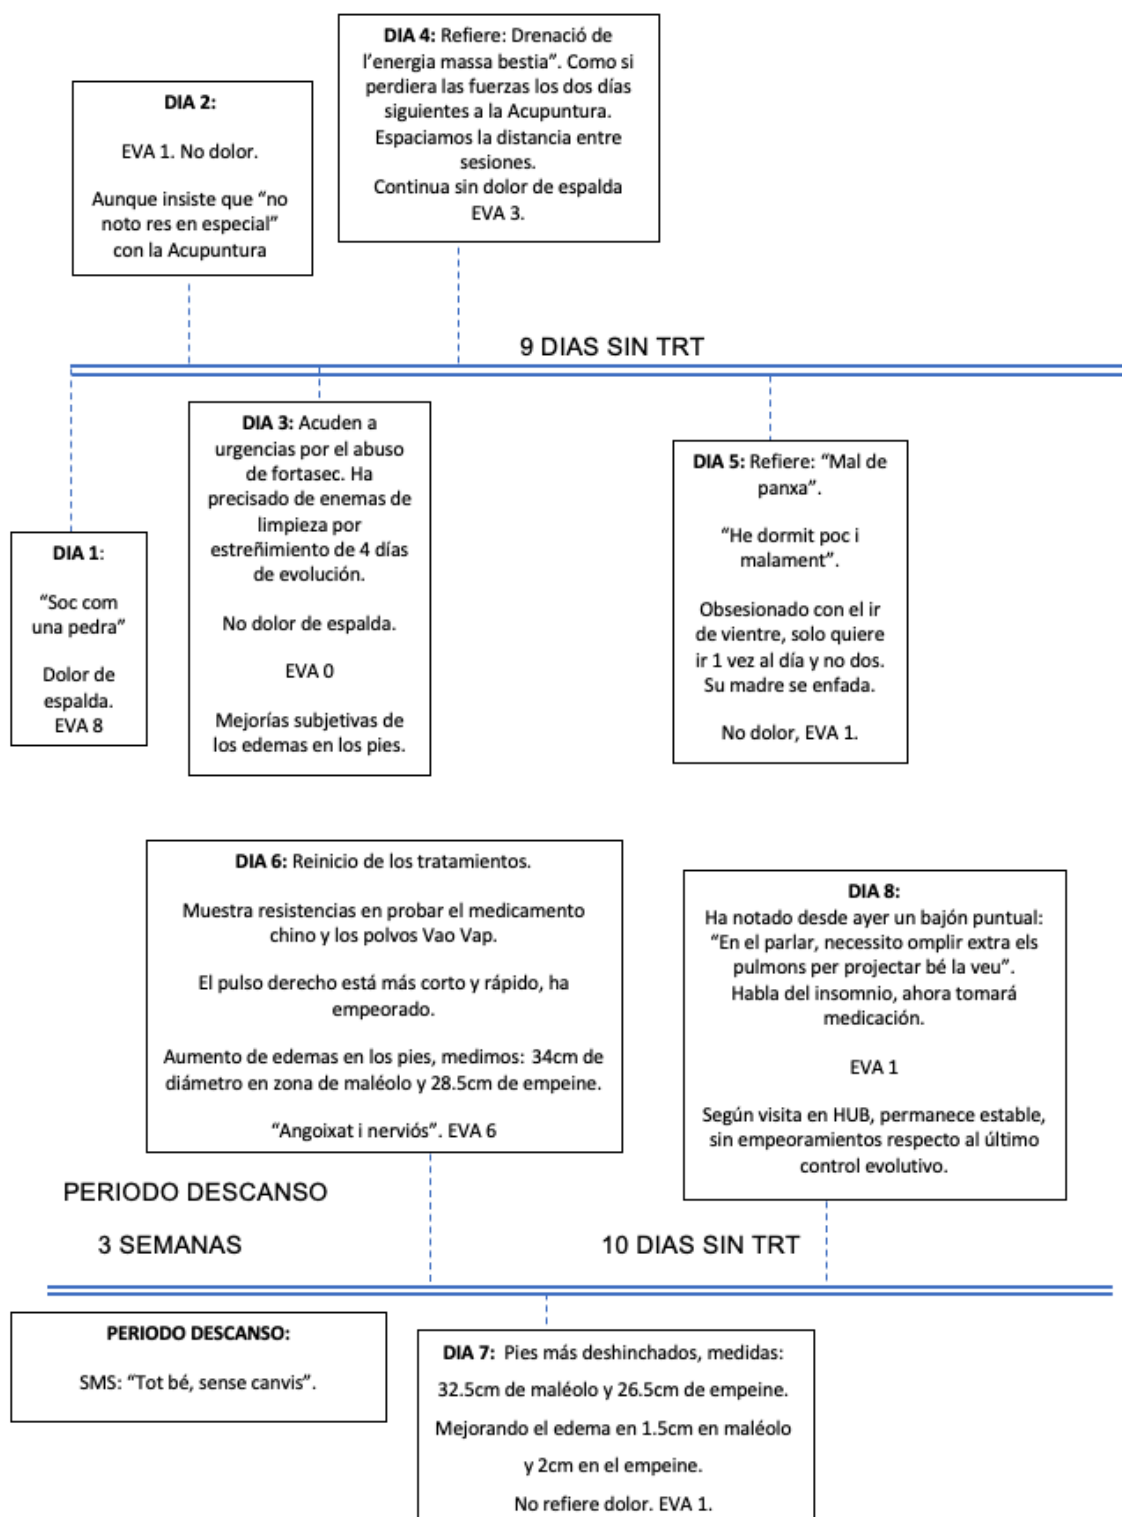 DIA 1:
“Soc com
una pedra”
Dolor de
espalda.
EVA 8
DIA 2:
EVA 1. No dolor.
Aunque insiste que “no
noto res en especial”
con la Acupuntura
DIA 3: Acuden a
urgencias por el abuso
de fortasec. Ha
precisado de enemas de
limpieza por
estreñimiento de 4 días
de evolución.
No dolor de espalda.
EVA 0
Mejorías subjetivas de
los edemas en los pies.
DIA 4: Refiere: Drenació de
l’energia massa bestia”. Como si
perdiera las fuerzas los dos días
siguientes a la Acupuntura.
Espaciamos la distancia entre
sesiones.
Continua sin dolor de espalda
EVA 3.
9 DIAS SIN TRT
DIA 5: Refiere: “Mal de
panxa”.
“He dormit poc i
malament”.
Obsesionado con el ir
de vientre, solo quiere
ir 1 vez al día y no dos.
Su madre se enfada.
No dolor, EVA 1.
PERIODO DESCANSO
3 SEMANAS
PERIODO DESCANSO:
SMS: “Tot bé, sense canvis”.
DIA 6: Reinicio de los tratamientos.
Muestra resistencias en probar el medicamento
chino y los polvos Vao Vap.
El pulso derecho está más corto y rápido, ha
empeorado.
Aumento de edemas en los pies, medimos: 34cm de
diámetro en zona de maléolo y 28.5cm de empeine.
“Angoixat i nerviós”. EVA 6
DIA 7: Pies más deshinchados, medidas:
32.5cm de maléolo y 26.5cm de empeine.
Mejorando el edema en 1.5cm en maléolo
y 2cm en el empeine.
No refiere dolor. EVA 1.
10 DIAS SIN TRT
DIA 8:
Ha notado desde ayer un bajón puntual:
“En el parlar, necessito omplir extra els
pulmons per projectar bé la veu”.
Habla del insomnio, ahora tomará
medicación.
EVA 1
Según visita en HUB, permanece estable,
sin empeoramientos respecto al último
control evolutivo.